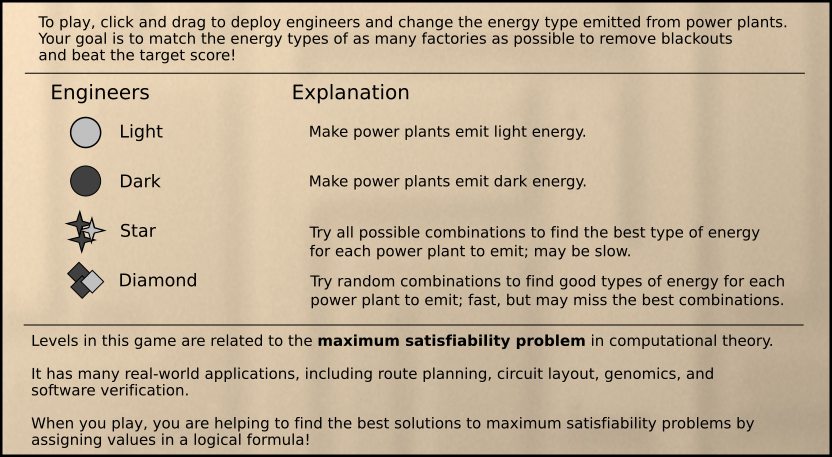 To play, click and drag to deploy engineers and change the energy type emitted from power plants.
Your goal is to match the energy types of as many factories as possible to remove blackouts
and beat the target score!
Engineers Explanation
Light Make power plants emit light energy.
Dark Make power plants emit dark energy.
Star Try all possible combinations to find the best type of energy
for each power plant to emit; may be slow.
Diamond Try random combinations to find good types of energy for each
power plant to emit; fast, but may miss the best combinations.
Levels in this game are related to the maximum satisfiability problem in computational theory.
It has many real-world applications, including route planning, circuit layout, genomics, and
software verification.
When you play, you are helping to find the best solutions to maximum satisfiability problems by
assigning values in a logical formula!